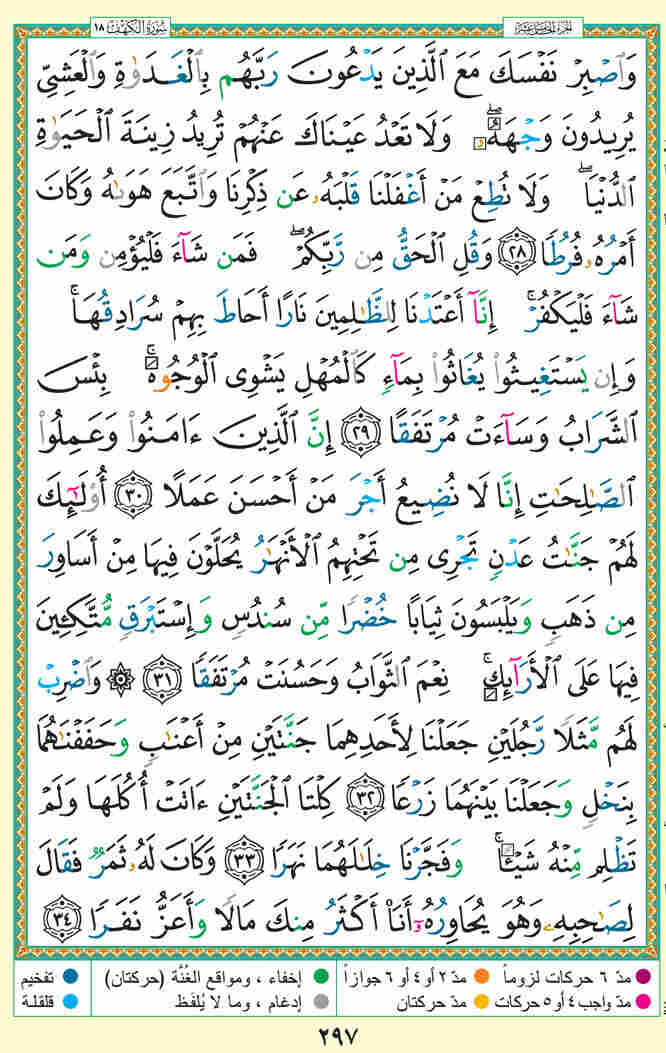 الجزء الخامس عشر
سُورَةُ الكَهْفِ ١٨
وَٱصْبِرْ نَفْسَكَ مَعَ ٱلَّذِينَ يَدْعُونَ رَبَّهُم بِٱلْغَدَوٰةِ وَٱلْعَشِىِّ
يُرِيدُونَ وَجْهَهُۥۖ وَلَا تَعْدُ عَيْنَاكَ عَنْهُمْ تُرِيدُ زِينَةَ ٱلْحَيَوٰةِ
ٱلدُّنْيَاۖ وَلَا تُطِعْ مَنْ أَغْفَلْنَا قَلْبَهُۥ عَن ذِكْرِنَا وَٱتَّبَعَ هَوَىٰهُ وَكَانَ
أَمْرُهُۥ فُرُطًا ٢٨ وَقُلِ ٱلْحَقُّ مِن رَّبِّكُمْۖ فَمَن شَآءَ فَلْيُؤْمِن وَمَن
شَآءَ فَلْيَكْفُرْۚ إِنَّآ أَعْتَدْنَا لِلظَّٰلِمِينَ نَارًا أَحَاطَ بِهِمْ سُرَادِقُهَاۚ
وَإِن يَسْتَغِيثُوا۟ يُغَاثُوا۟ بِمَآءٍ كَٱلْمُهْلِ يَشْوِى ٱلْوُجُوهَۚ بِئْسَ
ٱلشَّرَابُ وَسَآءَتْ مُرْتَفَقًا ٢٩ إِنَّ ٱلَّذِينَ ءَامَنُوا۟ وَعَمِلُوا۟
ٱلصَّٰلِحَٰتِ إِنَّا لَا نُضِيعُ أَجْرَ مَنْ أَحْسَنَ عَمَلًا ٣٠ أُو۟لَٰٓئِكَ
لَهُمْ جَنَّٰتُ عَدْنٍ تَجْرِى مِن تَحْتِهِمُ ٱلْأَنْهَٰرُ يُحَلَّوْنَ فِيهَا مِنْ أَسَاوِرَ
مِن ذَهَبٍ وَيَلْبَسُونَ ثِيَابًا خُضْرًا مِّن سُندُسٍ وَإِسْتَبْرَقٍ مُّتَّكِـِٔينَ
فِيهَا عَلَى ٱلْأَرَآئِكِۚ نِعْمَ ٱلثَّوَابُ وَحَسُنَتْ مُرْتَفَقًا ٣١ ۞ وَٱضْرِبْ
لَهُم مَّثَلًا رَّجُلَيْنِ جَعَلْنَا لِأَحَدِهِمَا جَنَّتَيْنِ مِنْ أَعْنَٰبٍ وَحَفَفْنَٰهُمَا
بِنَخْلٍ وَجَعَلْنَا بَيْنَهُمَا زَرْعًا ٣٢ كِلْتَا ٱلْجَنَّتَيْنِ ءَاتَتْ أُكُلَهَا وَلَمْ
تَظْلِم مِّنْهُ شَيْـًٔاۚ وَفَجَّرْنَا خِلَٰلَهُمَا نَهَرًا ٣٣ وَكَانَ لَهُۥ ثَمَرٌ فَقَالَ
لِصَٰحِبِهِۦ وَهُوَ يُحَاوِرُهُۥٓ أَنَا۠ أَكْثَرُ مِنكَ مَالًا وَأَعَزُّ نَفَرًا ٣٤
مدّ ٦ حركات لزوماً
مدّ ٢ أو ٤ أو ٦ جوازاً
إخفاء ، ومواقع الغُنَّة (حركتان)
تفخيم
مدّ واجب ٤ أو ٥ حركات
مدّ حركتان
إدغام ، وما لا يُلفَظ
قلقلة
٢٩٧